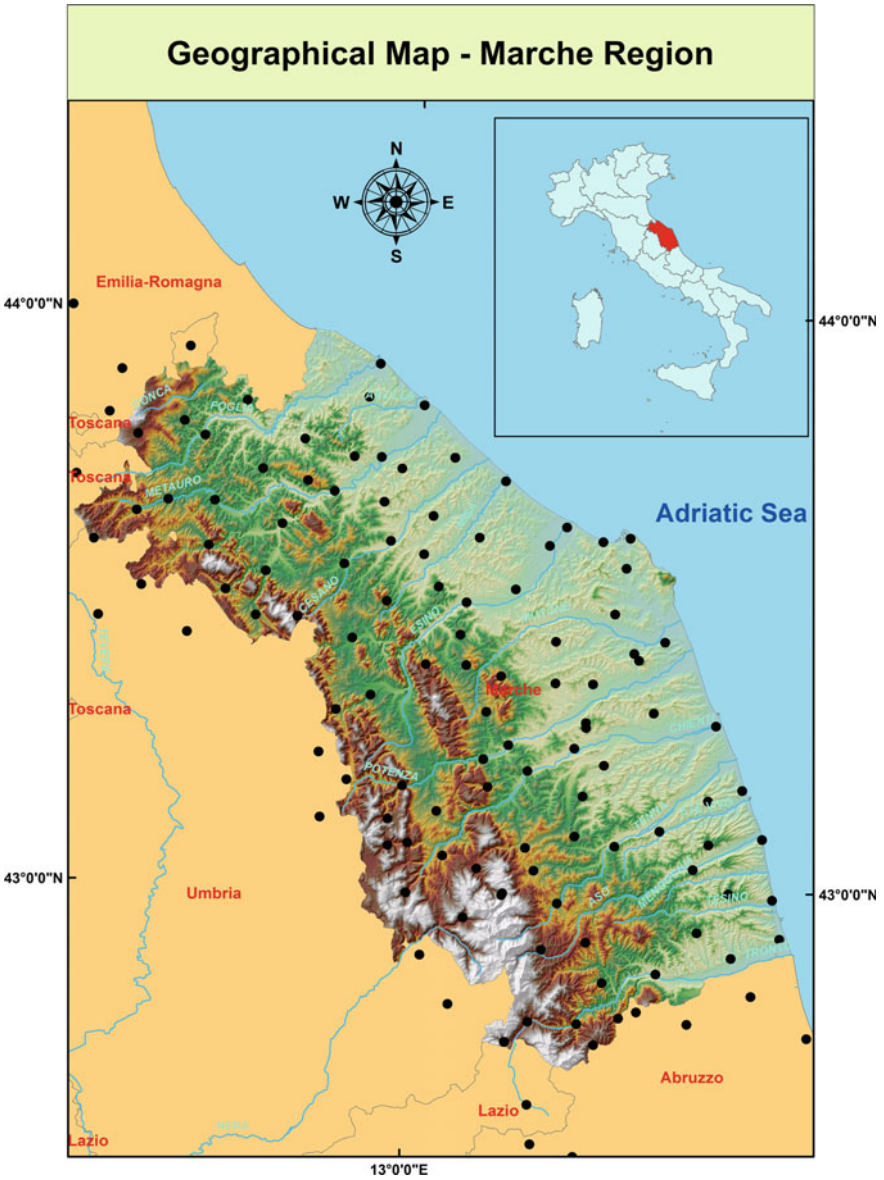 Geographical Map - Marche Region
N
W
E
S
Emilia-Romagna
44°0'0"N
44°0'0"N
CONCA
FOGLIA
Toscana
Toscana
METAURO
Adriatic Sea
CESANO
ESINO
Marche
Toscana
POTENZA
43°0'0"N
43°0'0"N
Umbria
ASO
TESINO
TRONTO
Abruzzo
Lazio
NERA
Lazio
13°0'0"E